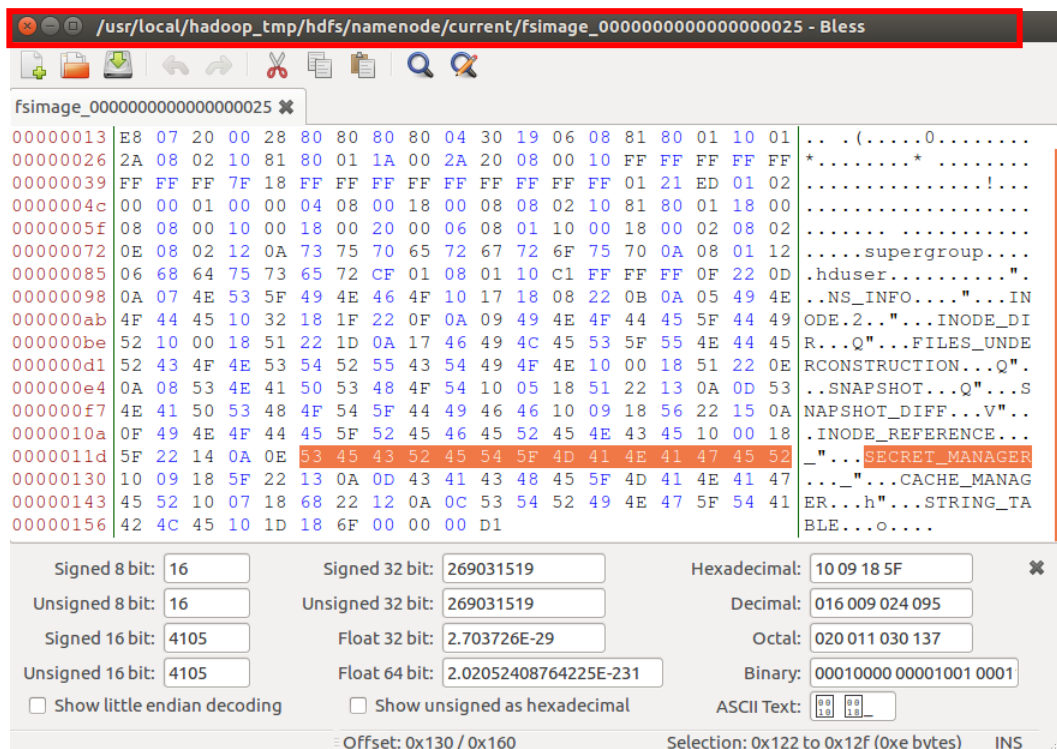 /usr/local/hadoop_tmp/hdfs/namenode/current/fsimage_0000000000000000025 - Bless
fsimage_0000000000000000025
00000013 E8 07 20 00 28 80 80 80 80 04 30 19 06 08 81 80 01 10 01 .. .(.....0.........
00000026 2A 08 02 10 81 80 01 1A 00 2A 20 08 00 10 FF FF FF FF FF *........* .........
00000039 FF FF FF 7F 18 FF FF FF FF FF FF FF FF 01 21 ED 01 02 ..............!...
0000004c 00 00 01 00 00 04 08 00 18 00 08 08 02 10 81 80 01 18 00 ...................
0000005f 08 08 00 10 00 18 00 20 00 06 08 01 10 00 18 00 02 08 02 ....... ...........
00000072 0E 08 02 12 0A 73 75 70 65 72 67 72 6F 75 70 0A 08 01 12 .....supergroup....
00000085 06 68 64 75 73 65 72 CF 01 08 01 10 C1 FF FF FF 0F 22 0D .hduser..........".
00000098 0A 07 4E 53 5F 49 4E 46 4F 10 17 18 08 22 0B 0A 05 49 4E ..NS_INFO...."...IN
000000ab 4F 44 45 10 32 18 1F 22 0F 0A 09 49 4E 4F 44 45 5F 44 49 ODE.2.."...INODE_DI
000000be 52 10 00 18 51 22 1D 0A 17 46 49 4C 45 53 5F 55 4E 44 45 R...Q"...FILES_UNDE
000000d1 52 43 4F 4E 53 54 52 55 43 54 49 4F 4E 10 00 18 51 22 0E RCONSTRUCTION...Q".
000000e4 0A 08 53 4E 41 50 53 48 4F 54 10 05 18 51 22 13 0A 0D 53 ..SNAPSHOT...Q"...S
000000f7 4E 41 50 53 48 4F 54 5F 44 49 46 46 10 09 18 56 22 15 0A NAPSHOT_DIFF...V"..
0000010a 0F 49 4E 4F 44 45 5F 52 45 46 45 52 45 4E 43 45 10 00 18 .INODE_REFERENCE...
0000011d 5F 22 14 0A 0E 53 45 43 52 45 54 5F 4D 41 4E 41 47 45 52 _"...SECRET_MANAGER
00000130 10 09 18 5F 22 13 0A 0D 43 41 43 48 45 5F 4D 41 4E 41 47 ..._"...CACHE_MANAG
00000143 45 52 10 07 18 68 22 12 0A 0C 53 54 52 49 4E 47 5F 54 41 ER...h"...STRING_TA
00000156 42 4C 45 10 1D 18 6F 00 00 00 D1 BLE...o....
Signed 8 bit: 16 Signed 32 bit: 269031519 Hexadecimal: 10 09 18 5F
Unsigned 8 bit: 16 Unsigned 32 bit: 269031519 Decimal: 016 009 024 095
Signed 16 bit: 4105 Float 32 bit: 2.703726E-29 Octal: 020 011 030 137
Unsigned 16 bit: 4105 Float 64 bit: 2.02052408764225E-231 Binary: 00010000 00001001 0001
Show little endian decoding Show unsigned as hexadecimal ASCII Text: _
Offset: 0x130 / 0x160 Selection: 0x122 to 0x12f (0xe bytes) INS